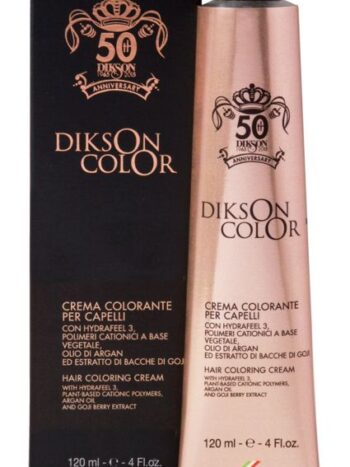 50
DIKSON
1965 2015
ANNIVERSARY
DIKSON
COLOR
CREMA COLORANTE
PER CAPELLI
CON HYDRAFEEL 3,
POLIMERI CATIONICI A BASE
VEGETALE,
OLIO DI ARGAN
ED ESTRATTO DI BACCHE DI GOJI
HAIR COLORING CREAM
WITH HYDRAFEEL 3,
PLANT-BASED CATIONIC POLYMERS,
ARGAN OIL
AND GOJI BERRY EXTRACT
120 ml ℮ - 4 Fl.oz.
50
DIKSON
1965 2015
ANNIVERSARY
DIKSON
COLOR
CREMA COLORANTE
PER CAPELLI
CON HYDRAFEEL 3,
POLIMERI CATIONICI A BASE
VEGETALE,
OLIO DI ARGAN
ED ESTRATTO DI BACCHE DI GOJI
HAIR COLORING CREAM
WITH HYDRAFEEL 3,
PLANT-BASED CATIONIC POLYMERS,
ARGAN OIL
AND GOJI BERRY EXTRACT
120 ml ℮ - 4 Fl.oz.